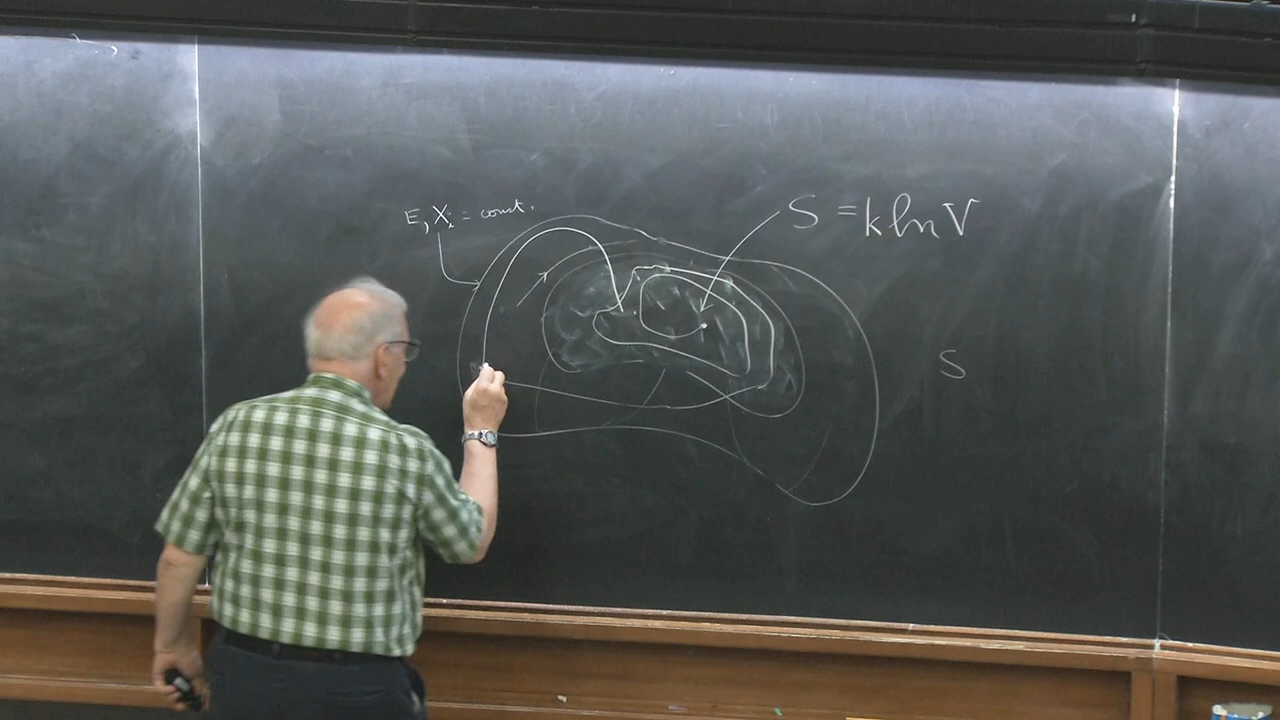 E, Xᵢ = const.
S = k ln V
S